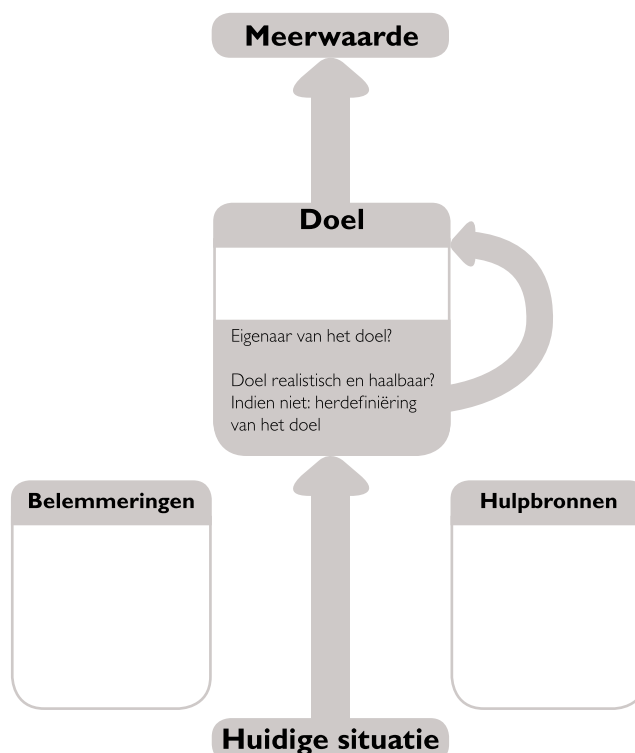 Meerwaarde
Doel
Eigenaar van het doel?
Doel realistisch en haalbaar?
Indien niet: herdefiniëring
van het doel
Belemmeringen
Hulpbronnen
Huidige situatie